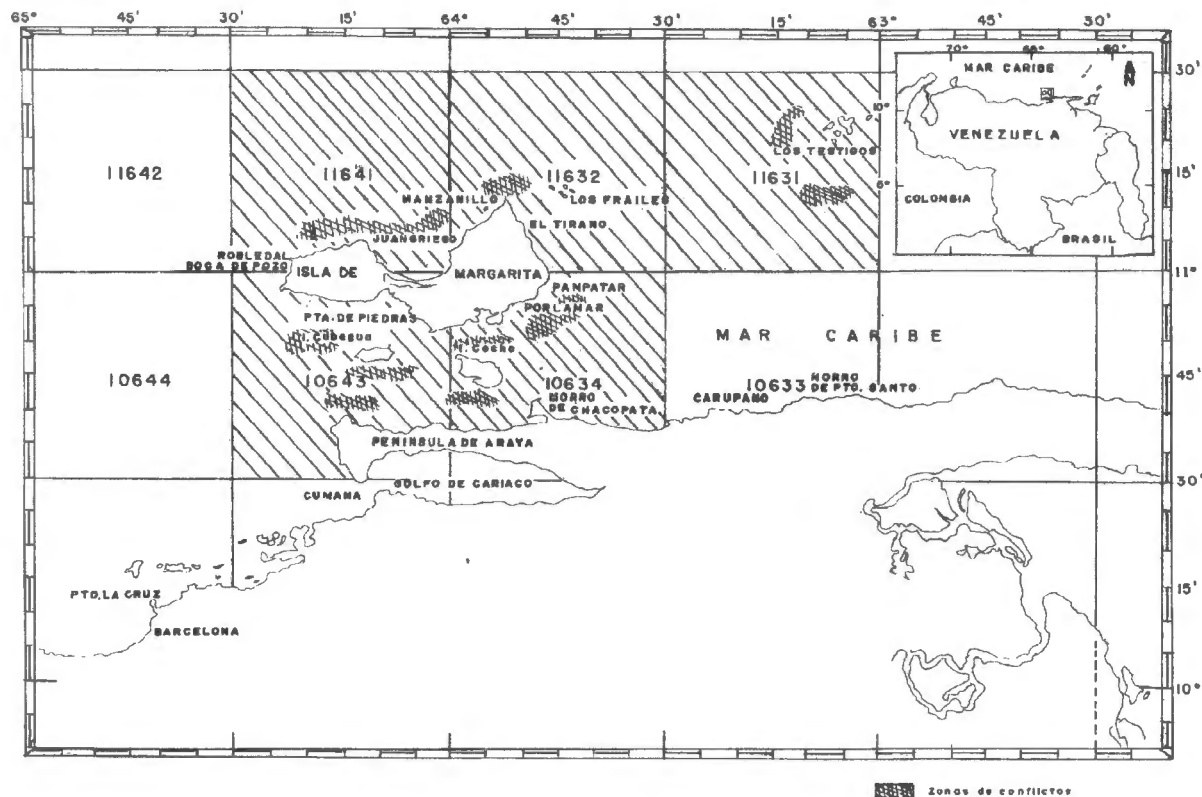 65° 30' 15' 64° 30' 15' 63° 45' 30'
70° 65° 60°
MAR CARIBE
N
30'
10°
VENEZUELA
LOS TESTIGOS
11642
11641
11632
11631
15'
MANZANILLO
LOS FRAILES
5°
COLOMBIA
EL TIRANO
JUANGRIEGO
BRASIL
ROBLEDAL
BOCA DE POZO
ISLA DE
MARGARITA
11°
PANPATAR
PORLAMAR
PTA. DE PIEDRAS
I. Cubagua
I. Coche
MAR CARIBE
10644
10643
10634
10633
MORRO
DE PTO. SANTO
45'
MORRO
DE CHACOPATA
CARUPANO
PENINSULA DE ARAYA
GOLFO DE CARIACO
30'
CUMANA
PTO. LA CRUZ
15'
BARCELONA
10°
Zonas de conflictos